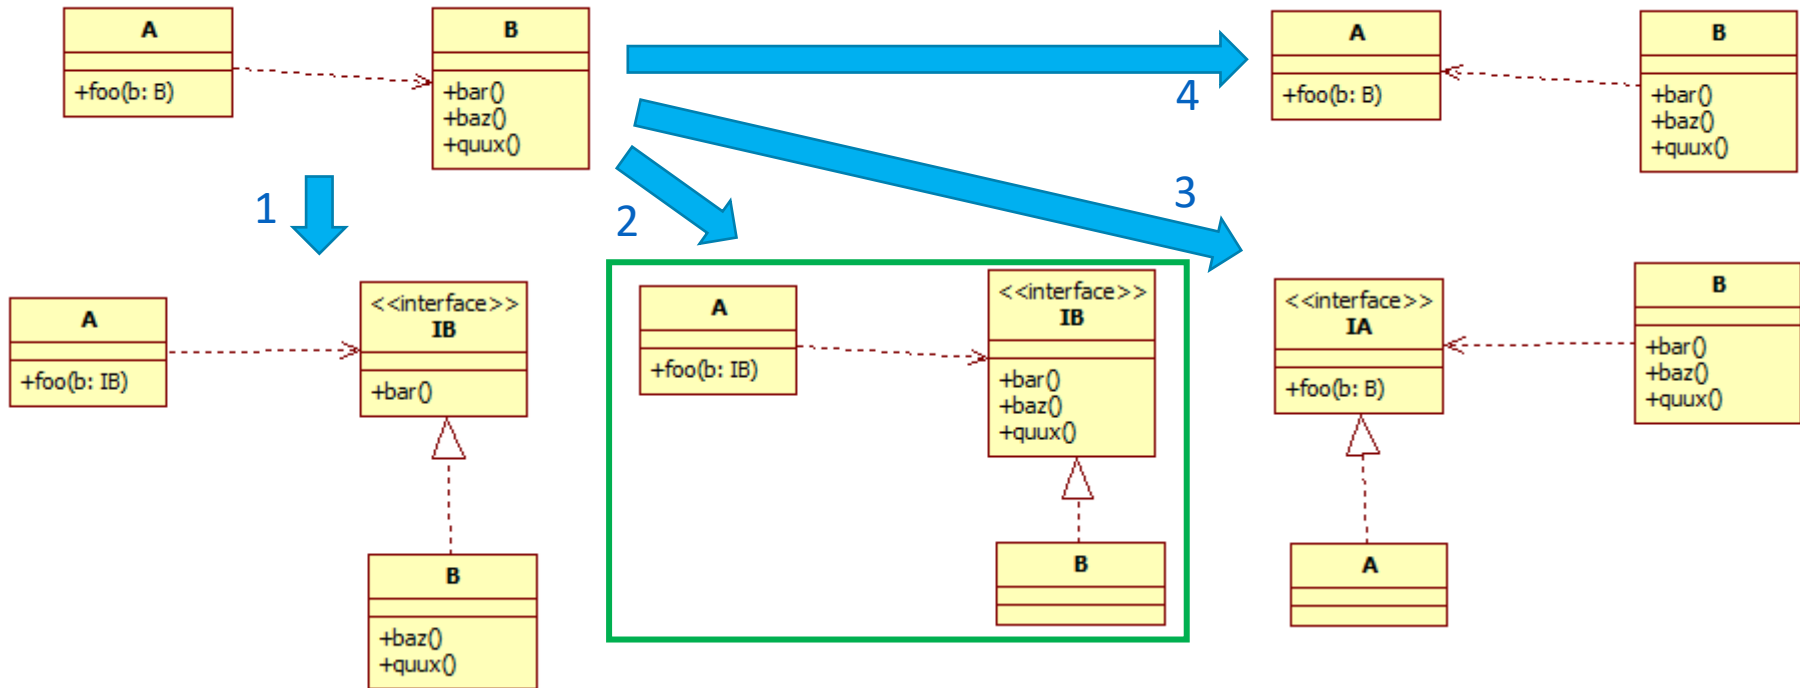 A
+foo(b: B)
B
+bar()
+baz()
+quux()
4
A
+foo(b: B)
B
+bar()
+baz()
+quux()
1
2
3
A
+foo(b: IB)
<<interface>>
IB
+bar()
B
+baz()
+quux()
A
+foo(b: IB)
<<interface>>
IB
+bar()
+baz()
+quux()
B
<<interface>>
IA
+foo(b: B)
B
+bar()
+baz()
+quux()
A